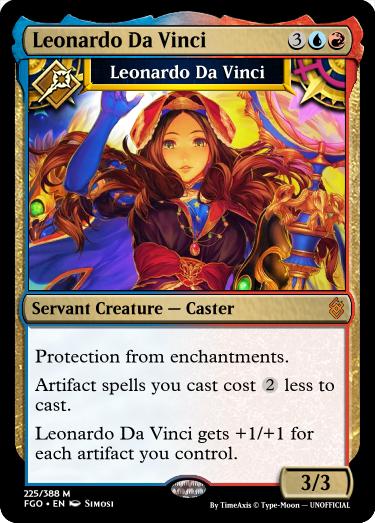 Leonardo Da Vinci 3
Leonardo Da Vinci
Servant Creature — Caster
Protection from enchantments.
Artifact spells you cast cost 2 less to
cast.
Leonardo Da Vinci gets +1/+1 for
each artifact you control.
3/3
225/388 M
FGO • EN Simosi
By TimeAxis © Type-Moon — UNOFFICIAL